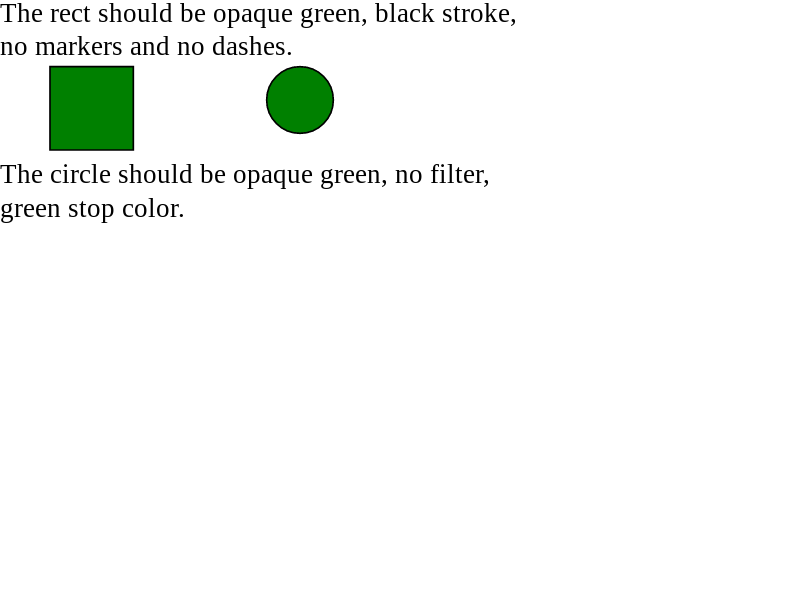 The rect should be opaque green, black stroke,
no markers and no dashes.
The circle should be opaque green, no filter,
green stop color.